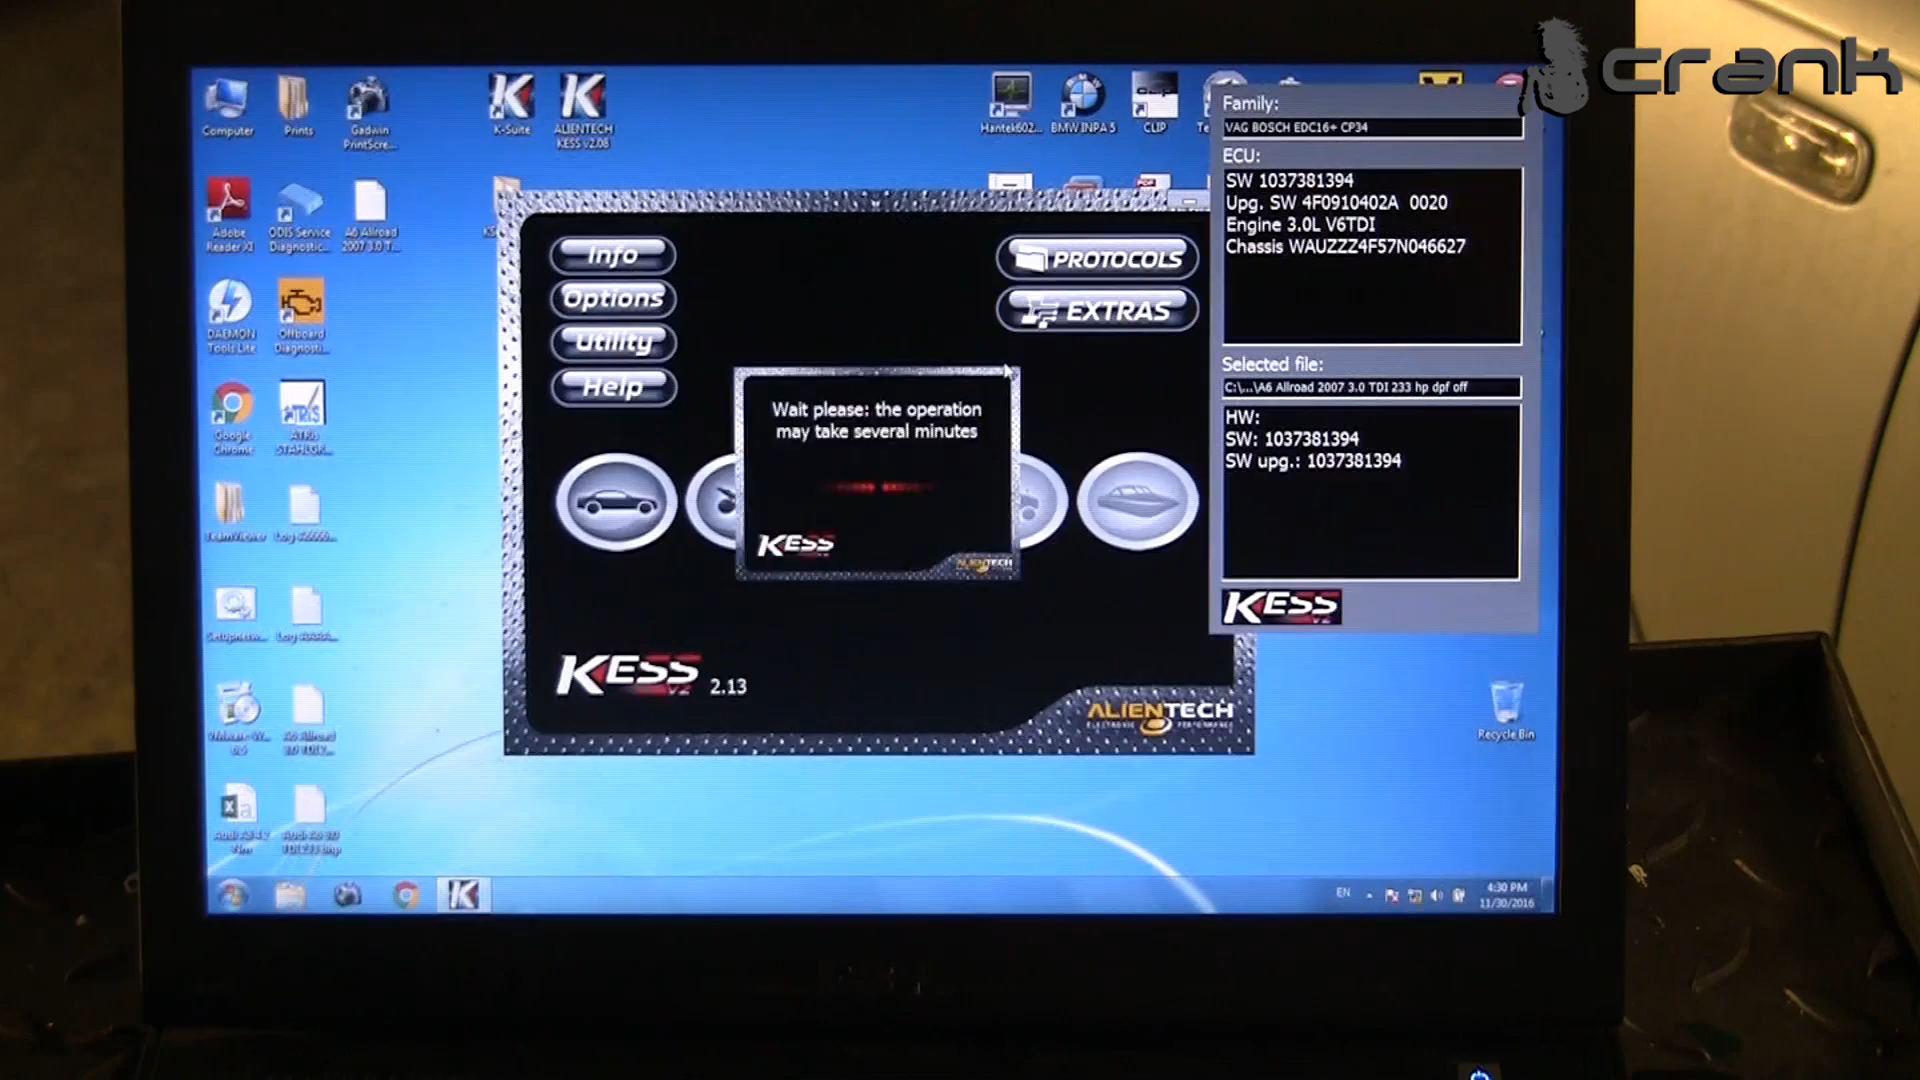 crank
Computer
Prints
Gadwin
PrintScre...
K-Suite
ALIENTECH
KESS v2.08
Hantek602...
BMW INPA 5
CLIP
Adobe
Reader XI
ODIS Service
Diagnostic...
A6 Allroad
2007 3.0 T...
DAEMON
Tools Lite
Offboard
Diagnosti...
Google
Chrome
TeamViewer
Recycle Bin
Info
Options
Utility
Help
PROTOCOLS
EXTRAS
Wait please: the operation
may take several minutes
KESS
ALIENTECH
KESS V2 2.13
ALIENTECH
ELECTRONIC PERFORMANCE
Family:
VAG BOSCH EDC16+ CP34
ECU:
SW 1037381394
Upg. SW 4F0910402A 0020
Engine 3.0L V6TDI
Chassis WAUZZZ4F57N046627
Selected file:
C:\...\A6 Allroad 2007 3.0 TDI 233 hp dpf off
HW:
SW: 1037381394
SW upg.: 1037381394
KESS V2
EN
4:30 PM
11/30/2016